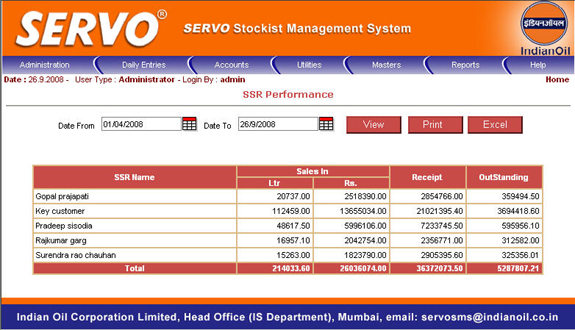 SERVO®
SERVO Stockist Management System
इंडियनऑयल
IndianOil
Administration Daily Entries Accounts Utilities Masters Reports Help
Date : 26.9.2008 - User Type : Administrator - Login By : admin Home
SSR Performance
Date From 01/04/2008 Date To 26/9/2008 View Print Excel
SSR Name Sales In Receipt OutStanding
Ltr Rs.
Gopal prajapati 20737.00 2518390.00 2854766.00 359494.50
Key customer 112459.00 13655034.00 21021395.40 3694418.60
Pradeep sisodia 48617.50 5996106.00 7233745.50 595956.10
Rajkumar garg 16957.10 2042754.00 2356771.00 312582.00
Surendra rao chauhan 15263.00 1823790.00 2905395.60 325356.01
Total 214033.60 26036074.00 36372073.50 5287807.21
Indian Oil Corporation Limited, Head Office (IS Department), Mumbai, email: servosms@indianoil.co.in